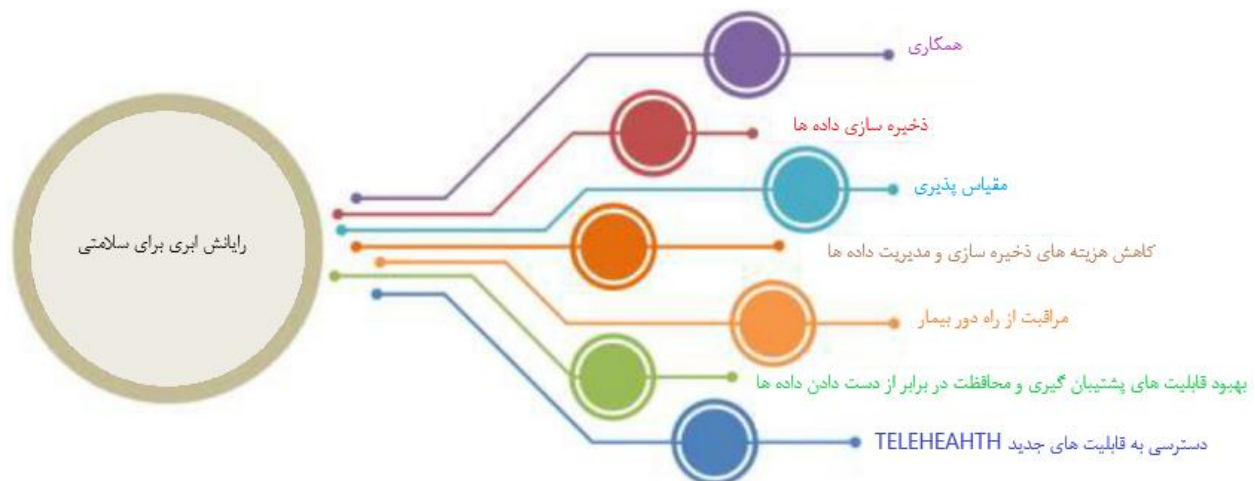 رایانش ابری برای سلامتی
همکاری
ذخیره سازی داده ها
مقیاس پذیری
کاهش هزیته های ذخیره سازی و مدیریت داده ها
مراقبت از راه دور بیمار
بهبود قابلیت های پشتیبان گیری و محاقظت در برابر از دست دادن داده ها
دسترسی به قابلیت های جدید TELEHEAHTH